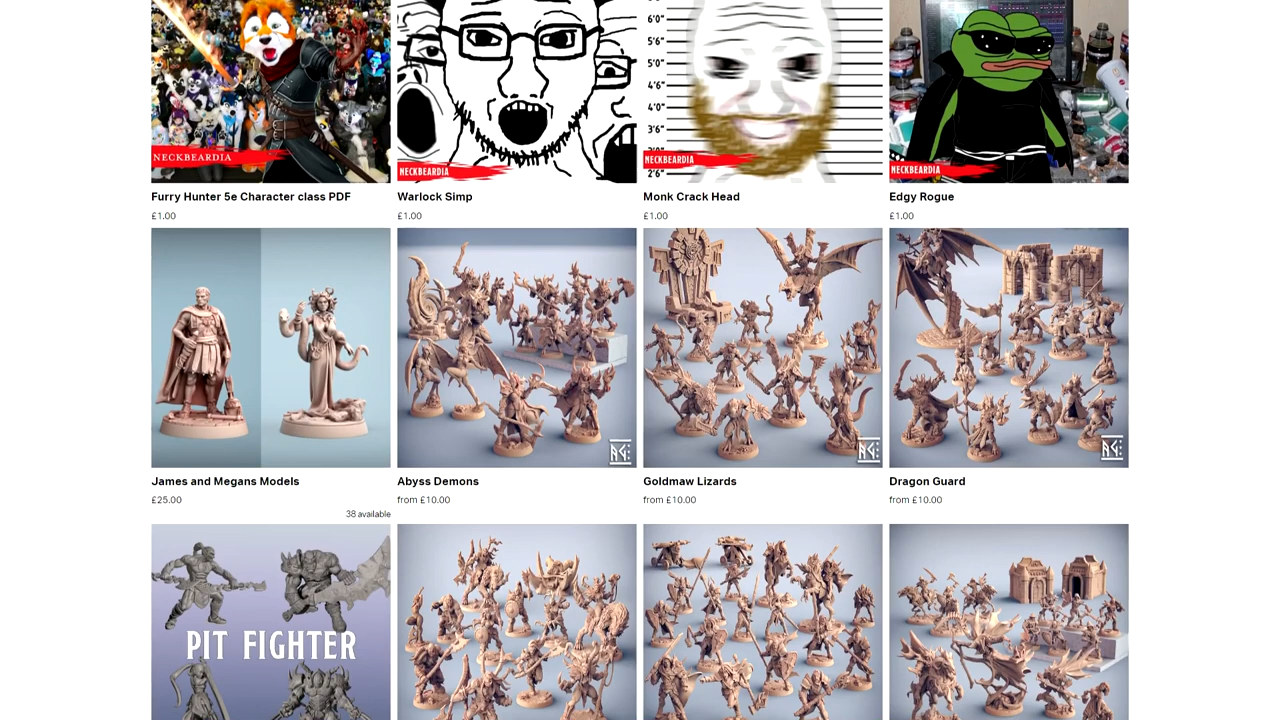 6'0"
5'6"
5'0"
4'6"
4'0"
3'6"
2'6"
NECKBEARDIA
NECKBEARDIA
NECKBEARDIA
NECKBEARDIA
Furry Hunter 5e Character class PDF
Warlock Simp
Monk Crack Head
Edgy Rogue
£1.00
£1.00
£1.00
£1.00
James and Megans Models
Abyss Demons
Goldmaw Lizards
Dragon Guard
£25.00
from £10.00
from £10.00
from £10.00
38 available
PIT FIGHTER